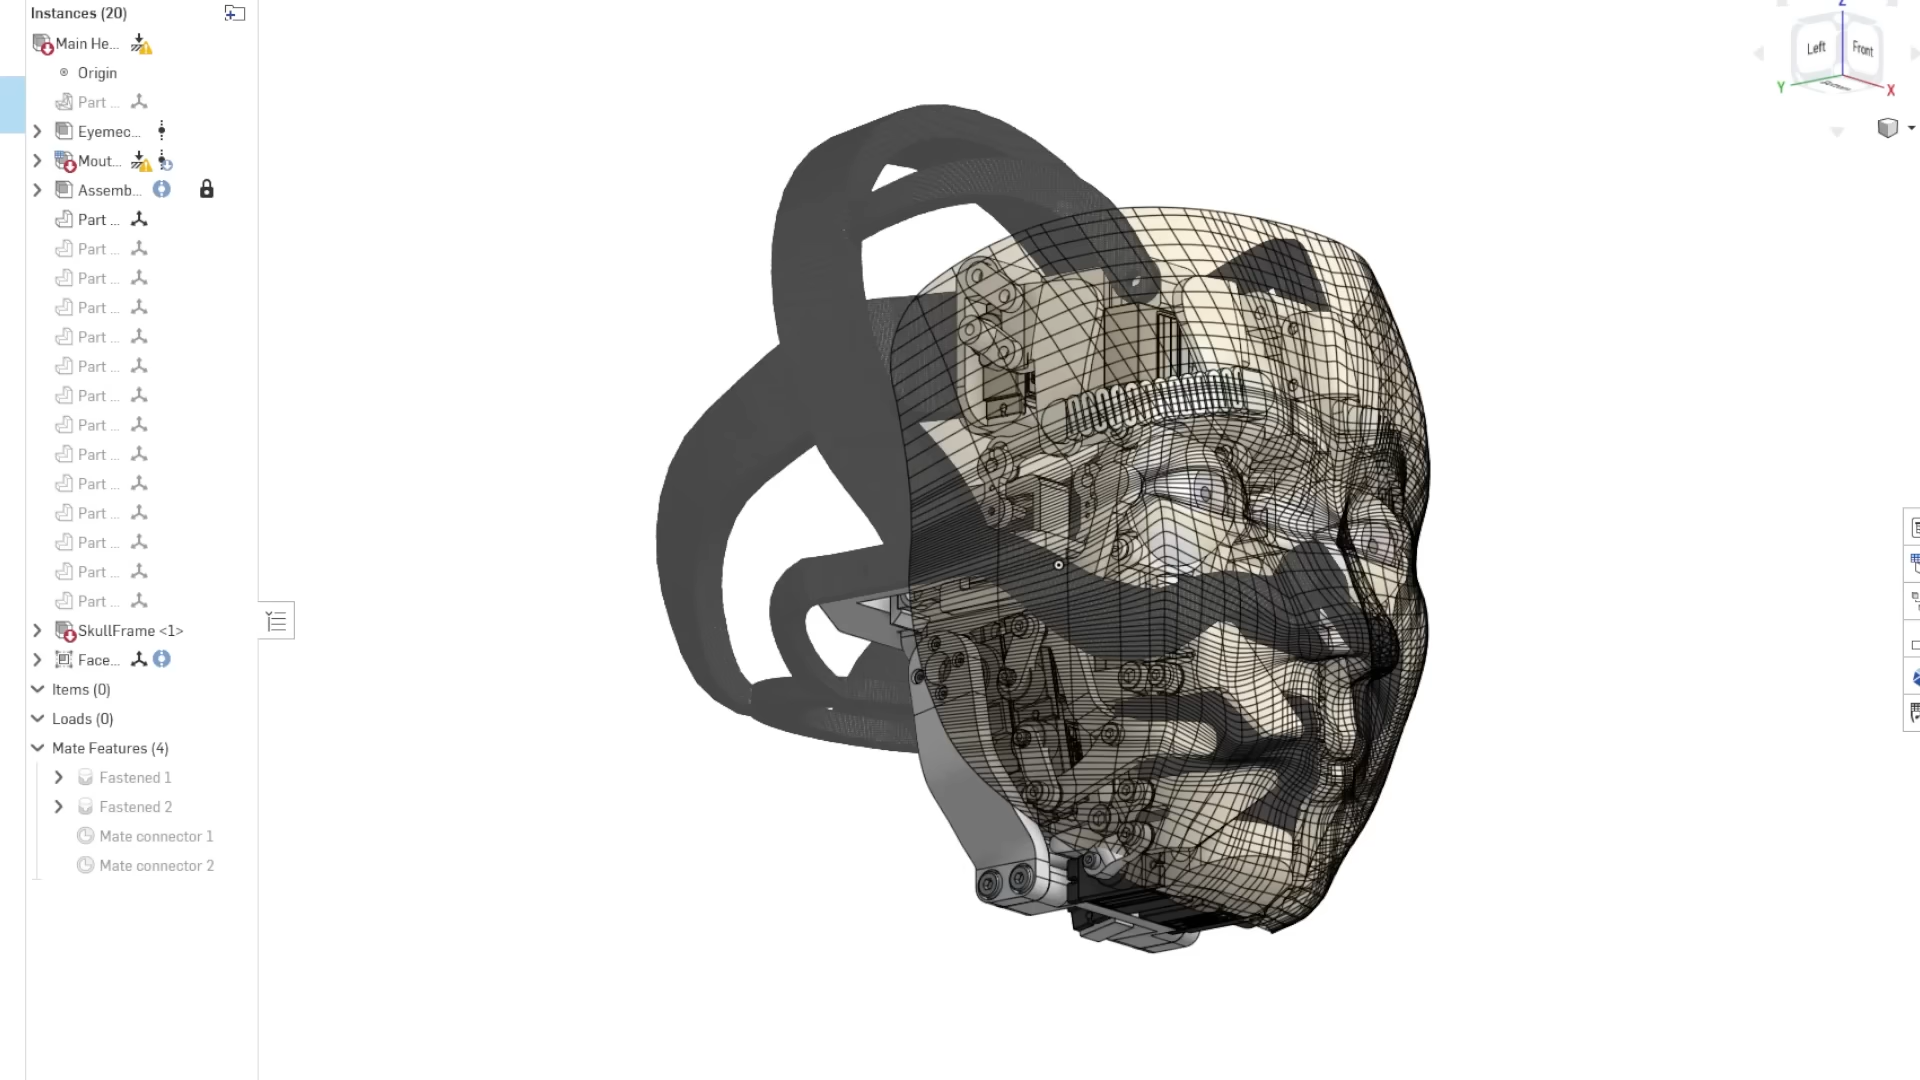 Instances (20)
Main He...
Origin
Part ...
Eyemec...
Mout...
Assemb...
Part ...
Part ...
Part ...
Part ...
Part ...
Part ...
Part ...
Part ...
Part ...
Part ...
Part ...
Part ...
Part ...
Part ...
SkullFrame <1>
Face...
Items (0)
Loads (0)
Mate Features (4)
Fastened 1
Fastened 2
Mate connector 1
Mate connector 2
Z
Left
Front
Y
X